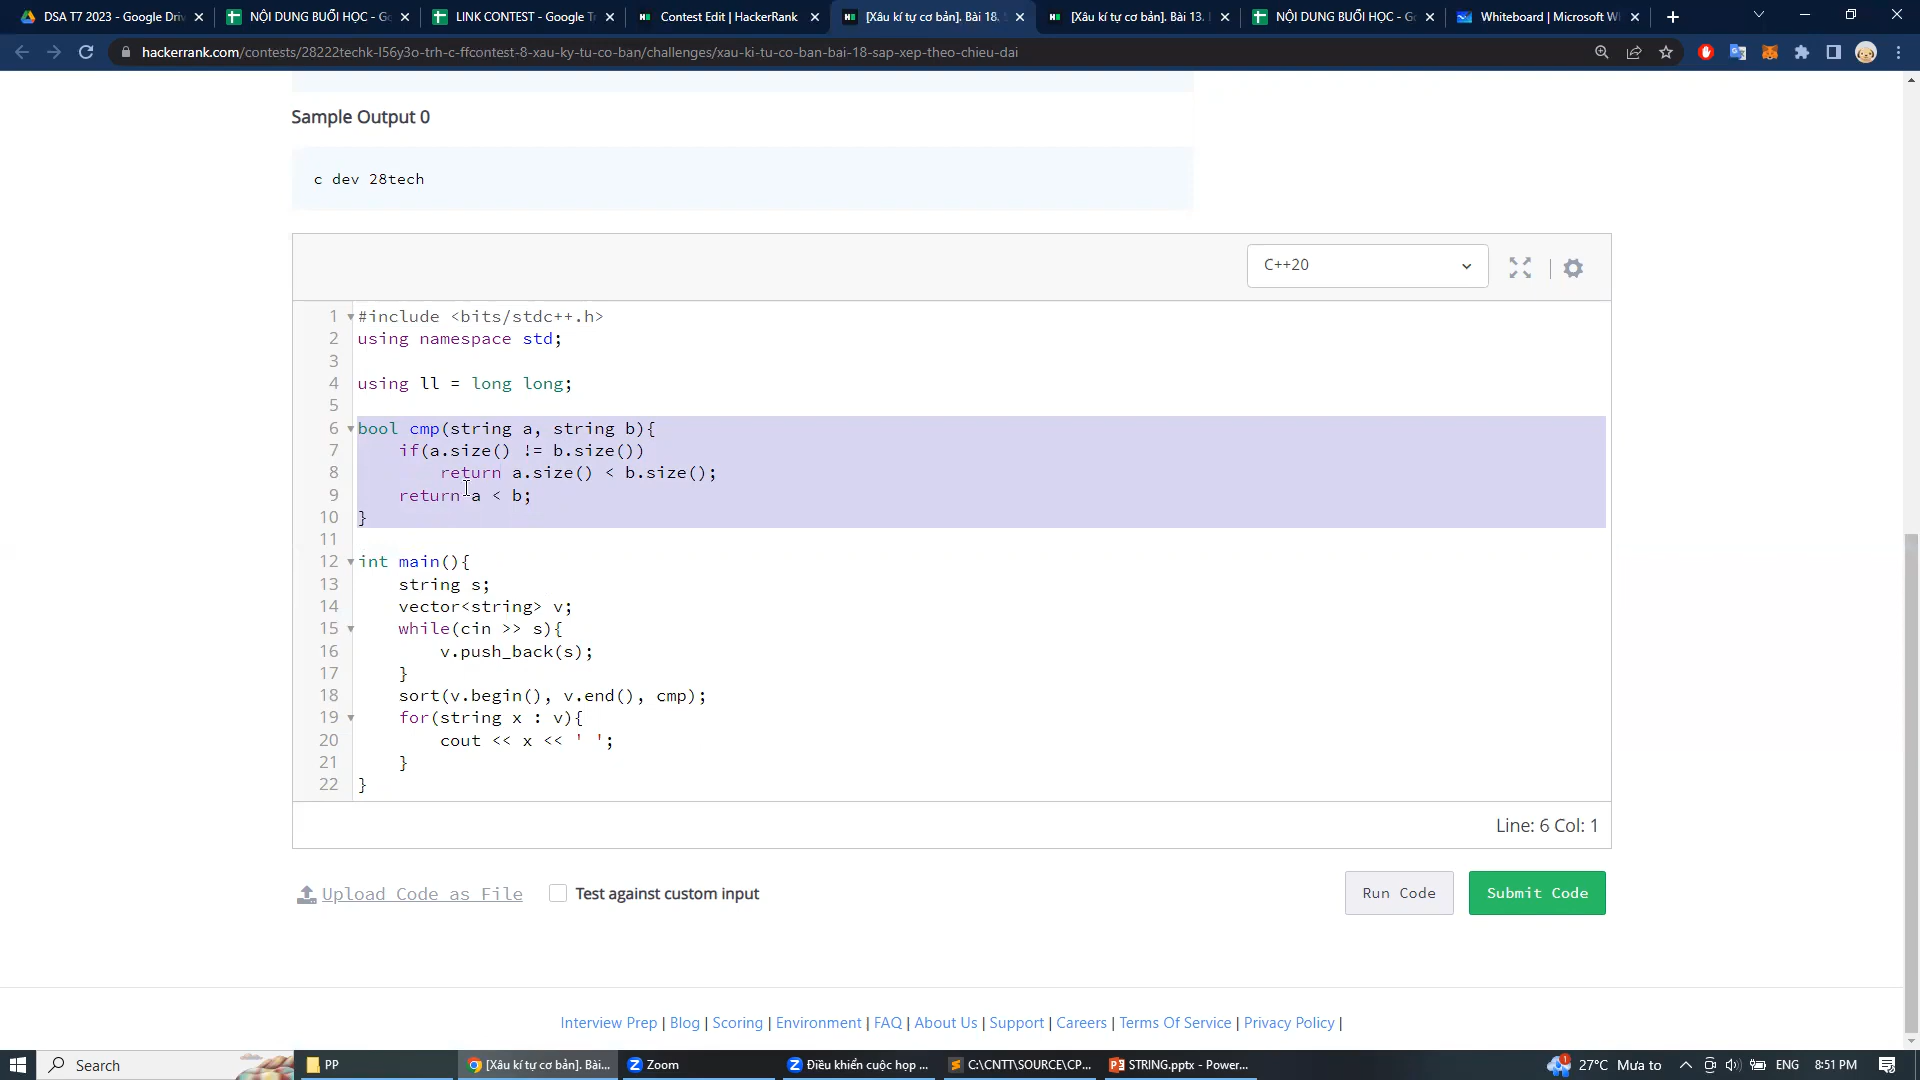 DSA T7 2023 - Google Driv
NỘI DUNG BUỔI HỌC - Go
LINK CONTEST - Google Tr
Contest Edit | HackerRank
[Xâu kí tự cơ bản]. Bài 18.
[Xâu kí tự cơ bản]. Bài 13.
NỘI DUNG BUỔI HỌC - Go
Whiteboard | Microsoft W
hackerrank.com/contests/28222techk-l56y3o-trh-c-ffcontest-8-xau-ky-tu-co-ban/challenges/xau-ki-tu-co-ban-bai-18-sap-xep-theo-chieu-dai
Sample Output 0
c dev 28tech
C++20
1 #include <bits/stdc++.h>
2 using namespace std;
3
4 using ll = long long;
5
6 bool cmp(string a, string b){
7 if(a.size() != b.size())
8 return a.size() < b.size();
9 return a < b;
10 }
11
12 int main(){
13 string s;
14 vector<string> v;
15 while(cin >> s){
16 v.push_back(s);
17 }
18 sort(v.begin(), v.end(), cmp);
19 for(string x : v){
20 cout << x << ' ';
21 }
22 }
Line: 6 Col: 1
Upload Code as File
Test against custom input
Run Code
Submit Code
Interview Prep | Blog | Scoring | Environment | FAQ | About Us | Support | Careers | Terms Of Service | Privacy Policy |
Search
PP
[Xâu kí tự cơ bản]. Bài...
Zoom
Điều khiển cuộc họp ...
C:\CNTT\SOURCE\CP...
STRING.pptx - Power...
1
27°C Mưa to
ENG
8:51 PM